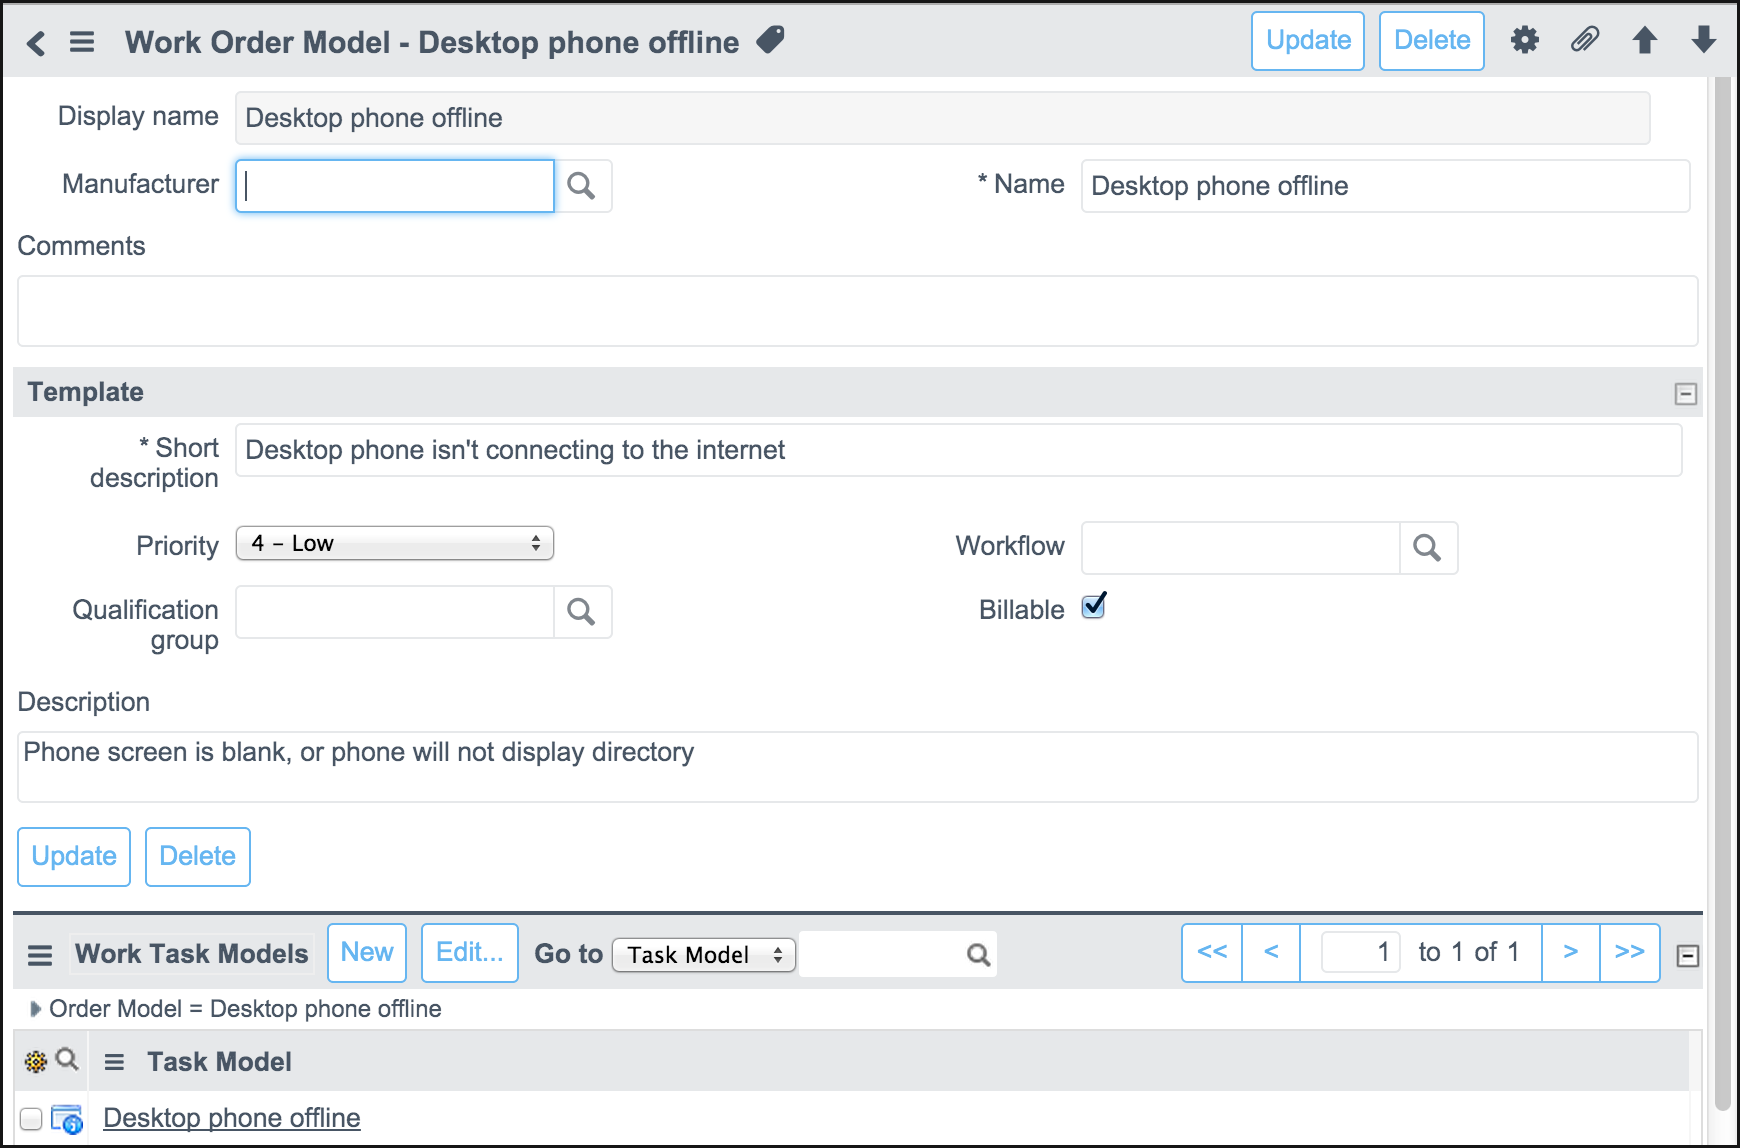 Work Order Model - Desktop phone offline
Update
Delete
Display name
Desktop phone offline
Manufacturer
* Name
Desktop phone offline
Comments
Template
* Short
description
Desktop phone isn't connecting to the internet
Priority
4 – Low
Workflow
Qualification
group
Billable
Description
Phone screen is blank, or phone will not display directory
Update
Delete
Work Task Models
New
Edit...
Go to
Task Model
<<
<
1
to 1 of 1
>
>>
Order Model = Desktop phone offline
Task Model
Desktop phone offline